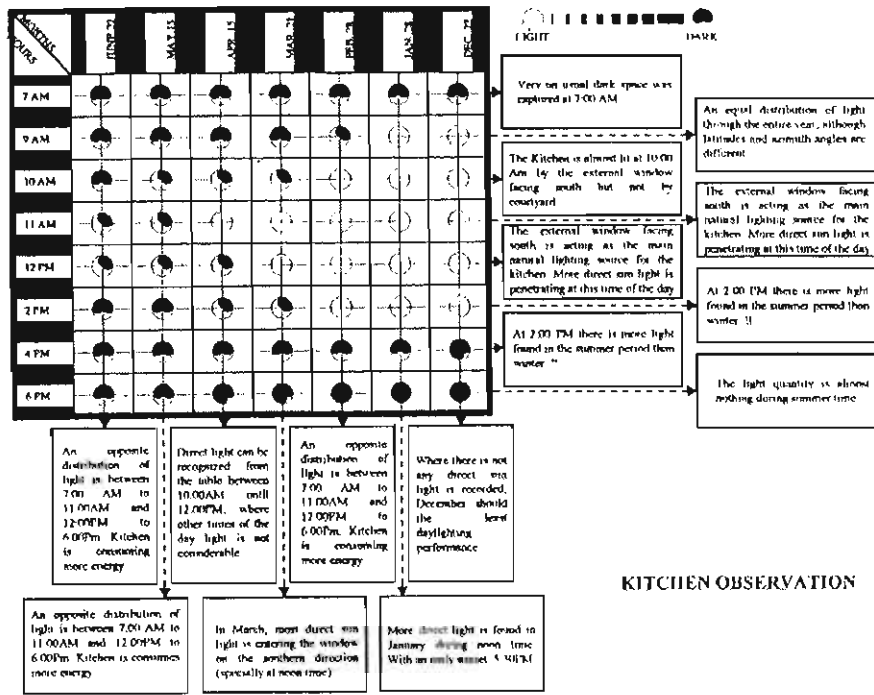 MONTHS
HOURS
JUNE 22
MAY. 15
APR. 15
MAR. 21
FEB. 28
JAN. 28
DEC. 22
LIGHT
DARK
7 AM
9 AM
10 AM
11 AM
12 PM
2 PM
4 PM
6 PM
Very un usual dark space was
captured at 7:00 AM
An equal distribution of light
through the entire year, although
latitudes and azimuth angles are
different
The Kitchen is almost lit at 10:00
Am by the external window
facing south but not by
courtyard
The external window facing
south is acting as the main
natural lighting source for the
kitchen More direct sun light is
penetrating at this time of the day
The external window facing
south is acting as the main
natural lighting source for the
kitchen More direct sun light is
penetrating at this time of the day
At 2:00 PM there is more light
found in the summer period then
winter !!
At 2:00 PM there is more light
found in the summer period then
winter
The light quantity is almost
nothing during summer time
An opposite
distribution of
light is between
7:00 AM to
11:00AM and
12:00PM to
6:00Pm. Kitchen
is consuming
more energy
Direct light can be
recognized from
the table between
10:00AM until
12:00PM, where
other times of the
day light is not
considerable
An opposite
distribution of
light is between
7:00 AM to
11:00AM and
12:00PM to
6:00Pm. Kitchen
is consuming
more energy
Where there is not
any direct sun
light is recorded,
December should
the least
daylighting
performance
KITCHEN OBSERVATION
An opposite distribution of
light is between 7:00 AM to
11:00AM and 12:00PM to
6:00Pm. Kitchen is consumes
more energy
In March, most direct sun
light is entering the window
on the southern direction
(specially at noon time)
More direct light is found in
January during noon time
With an early sunset 5:30PM